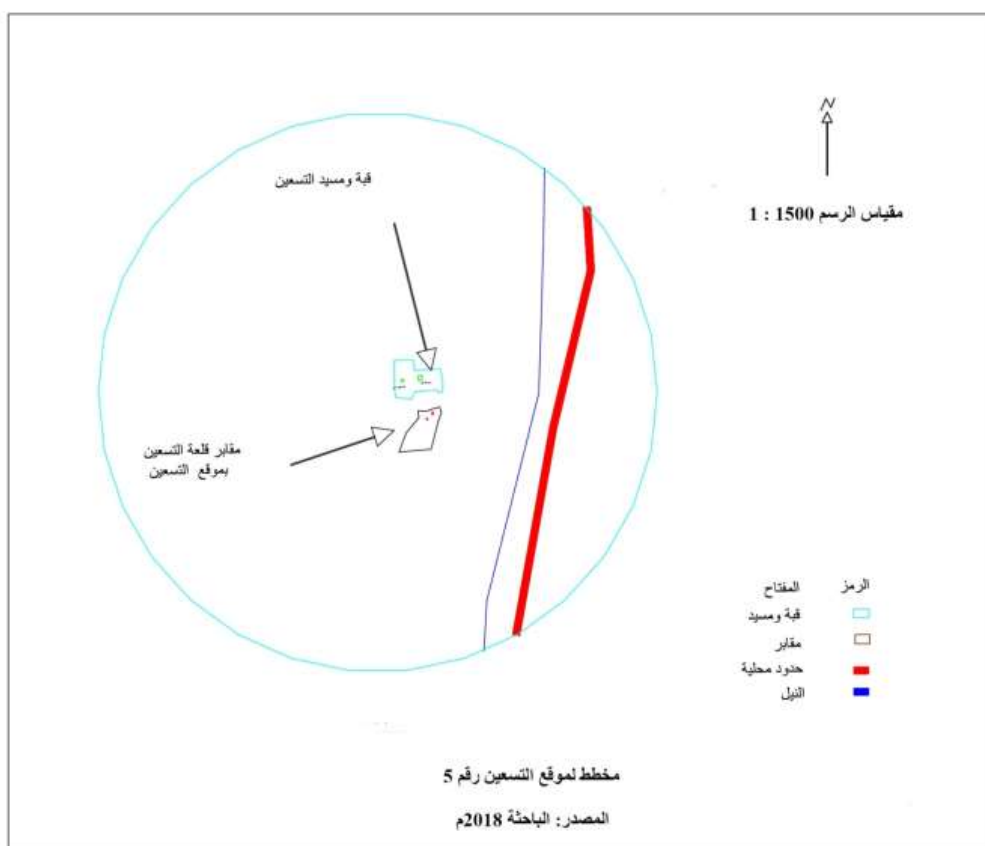 N
قبة ومسيد التسعين
مقياس الرسم 1500 : 1
مقابر قلعة التسعين
بموقع التسعين
الرمز المفتاح
قبة ومسيد
مقابر
حدود محلية
النيل
مخطط لموقع التسعين رقم 5
المصدر: الباحثة 2018م